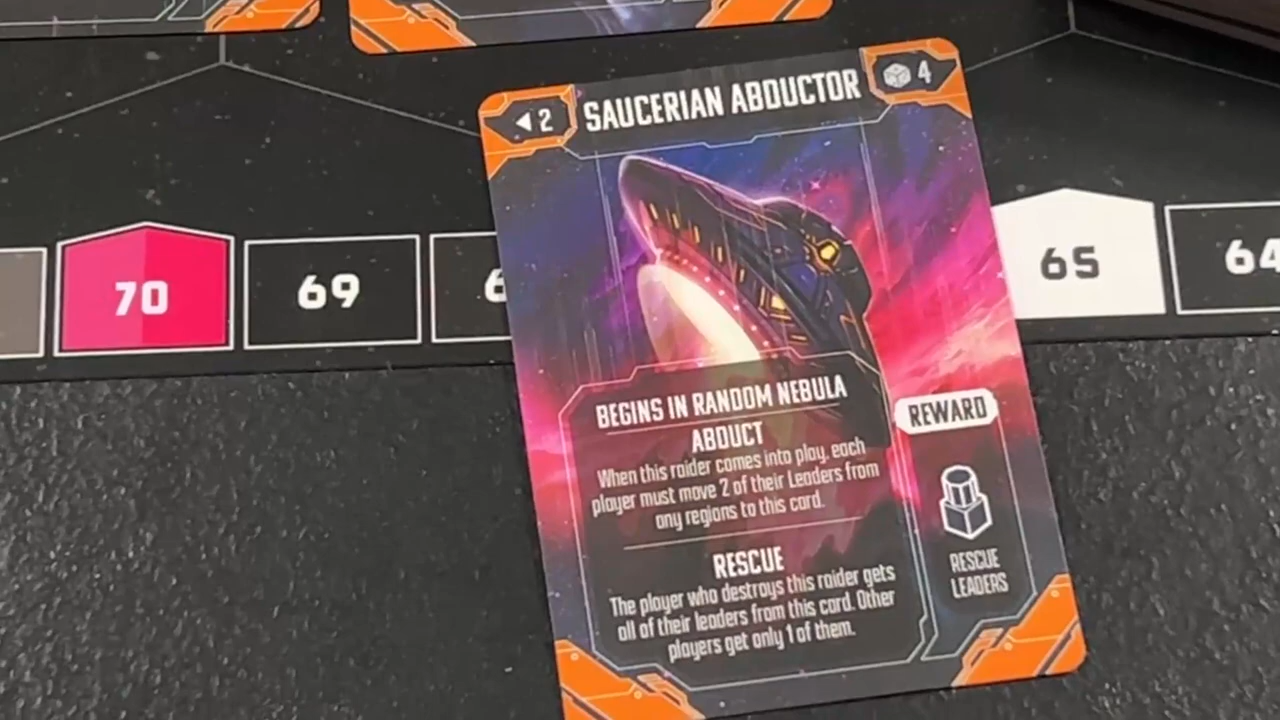 ◄2 SAUCERIAN ABDUCTOR 4
70
69
65
64
BEGINS IN RANDOM NEBULA
ABDUCT
When this raider comes into play, each
player must move 2 of their Leaders from
any regions to this card.
RESCUE
The player who destroys this raider gets
all of their leaders from this card. Other
players get only 1 of them.
REWARD
RESCUE
LEADERS